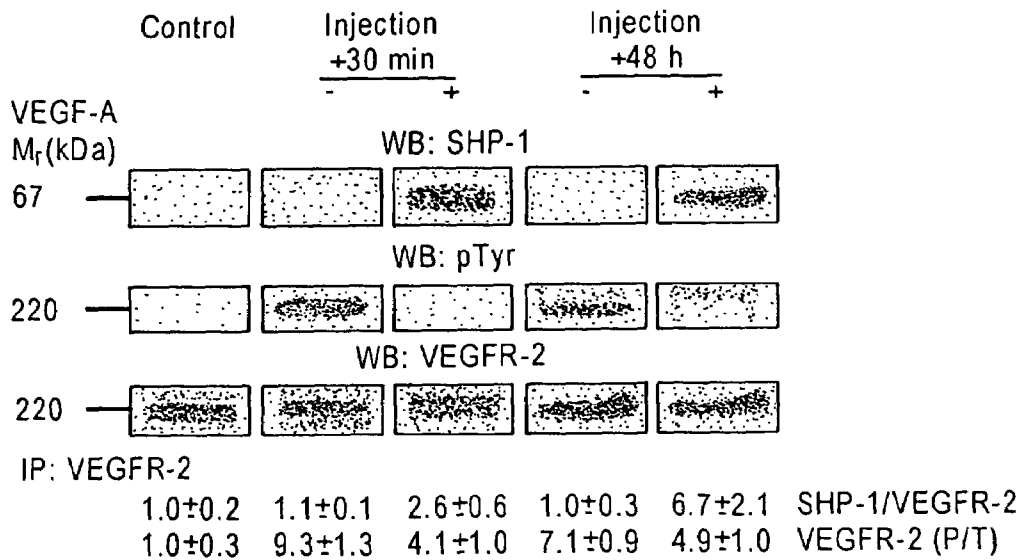 Control Injection Injection
+30 min +48 h
- + - +
VEGF-A
Mr(kDa)
WB: SHP-1
67
WB: pTyr
220
WB: VEGFR-2
220
IP: VEGFR-2
1.0±0.2 1.1±0.1 2.6±0.6 1.0±0.3 6.7±2.1 SHP-1/VEGFR-2
1.0±0.3 9.3±1.3 4.1±1.0 7.1±0.9 4.9±1.0 VEGFR-2 (P/T)